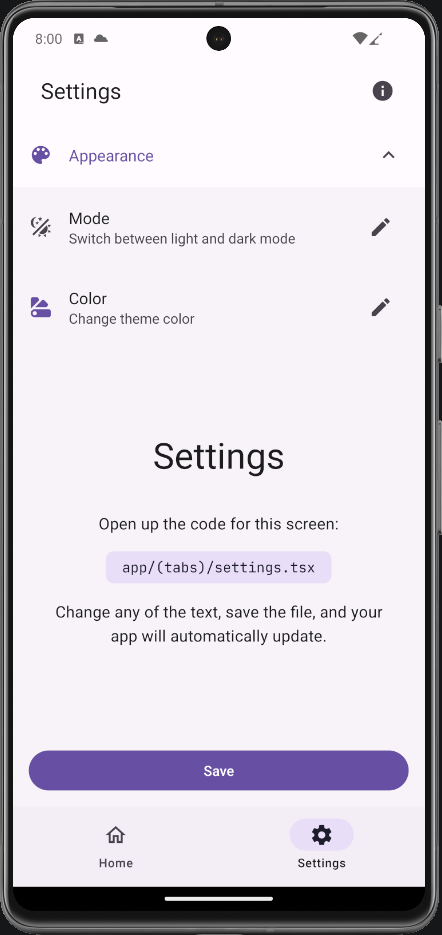 8:00
Settings
Appearance
Mode
Switch between light and dark mode
Color
Change theme color
Settings
Open up the code for this screen:
app/(tabs)/settings.tsx
Change any of the text, save the file, and your
app will automatically update.
Save
Home
Settings